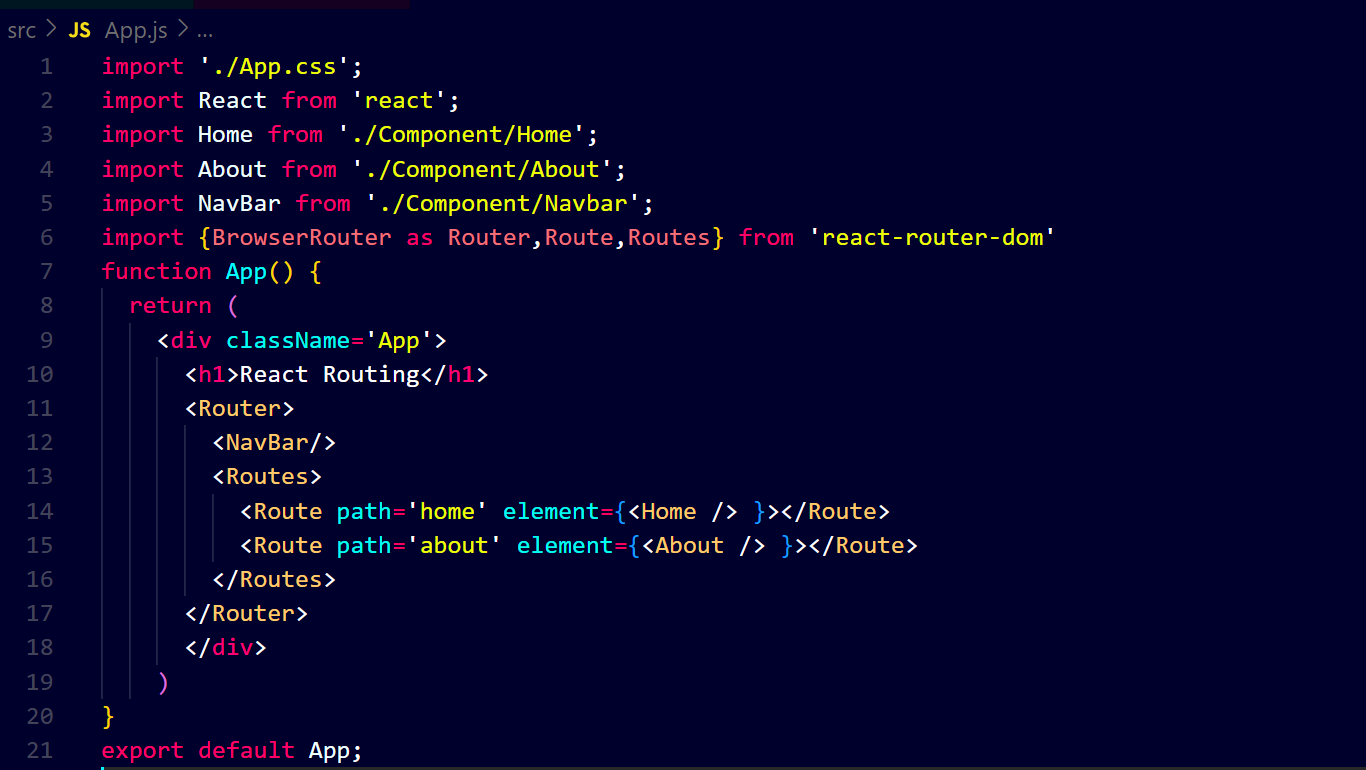 src > JS App.js > ...
1 import './App.css';
2 import React from 'react';
3 import Home from './Component/Home';
4 import About from './Component/About';
5 import NavBar from './Component/Navbar';
6 import {BrowserRouter as Router,Route,Routes} from 'react-router-dom'
7 function App() {
8   return (
9     <div className='App'>
10       <h1>React Routing</h1>
11       <Router>
12         <NavBar/>
13         <Routes>
14           <Route path='home' element={<Home /> }></Route>
15           <Route path='about' element={<About /> }></Route>
16         </Routes>
17       </Router>
18       </div>
19     )
20 }
21 export default App;